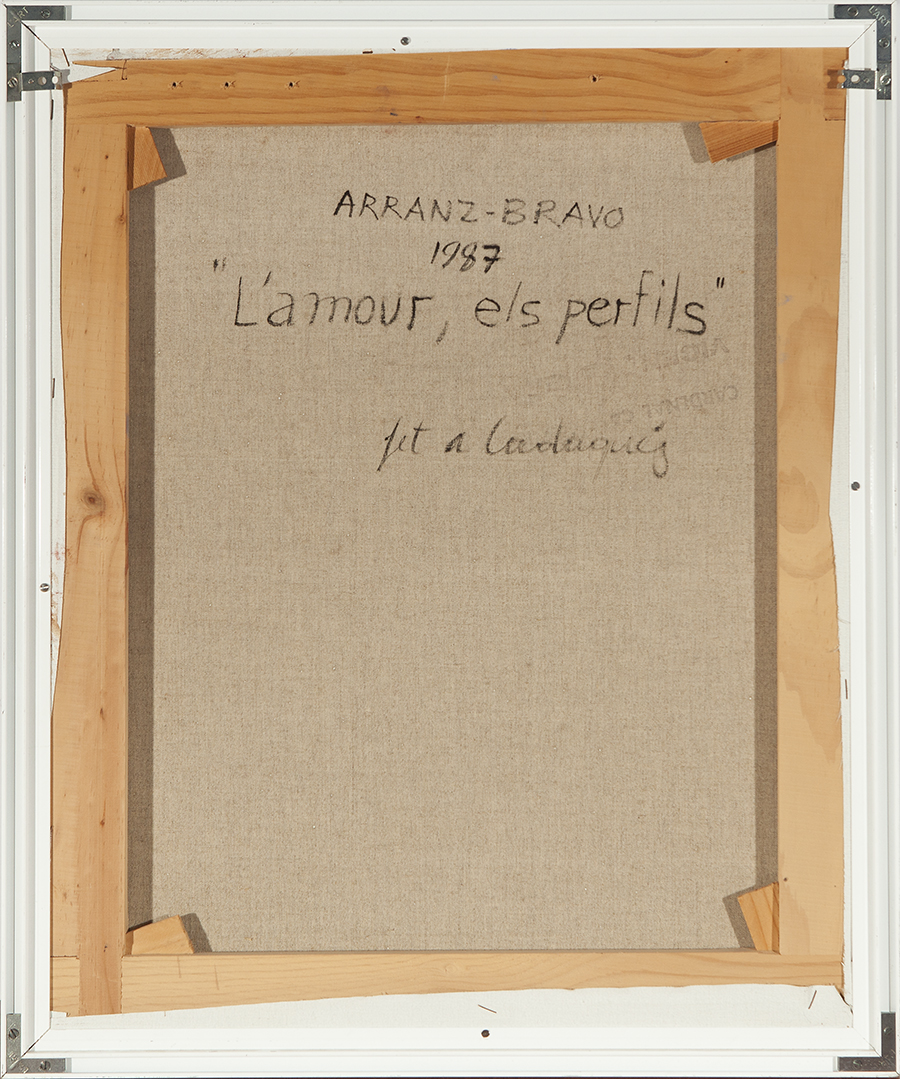 ARRANZ-BRAVO
1987
"L'amour, els perfils"
fet a Cadaqués